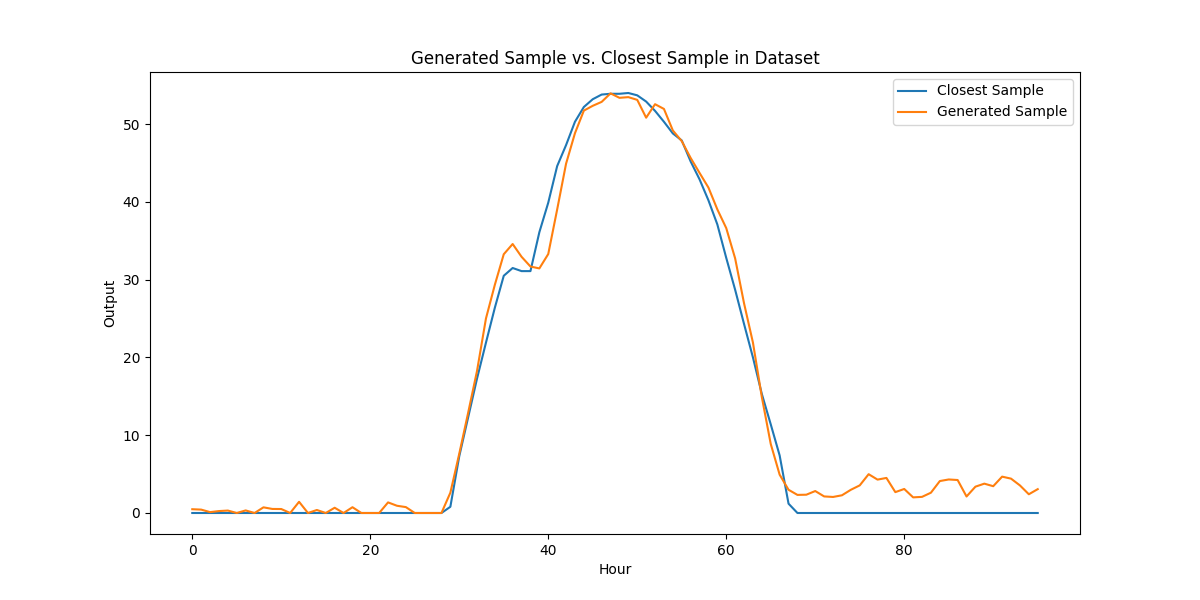 Generated Sample vs. Closest Sample in Dataset
Closest Sample
Generated Sample
Output
50
40
30
20
10
0
0 20 40 60 80
Hour